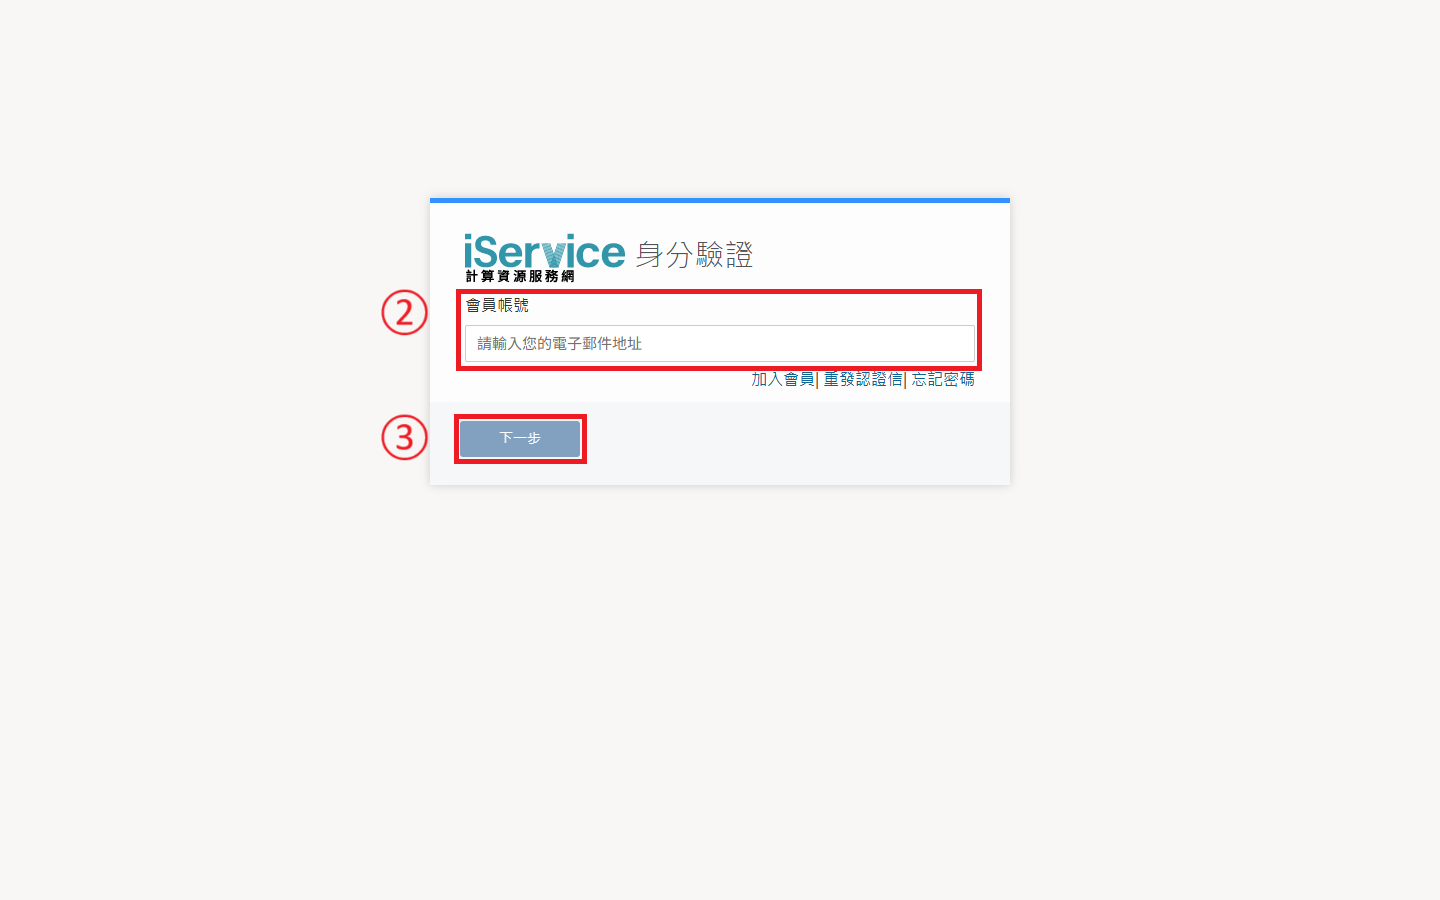 iService 身分驗證
計算資源服務網
② 會員帳號
請輸入您的電子郵件地址
加入會員| 重發認證信| 忘記密碼
③ 下一步